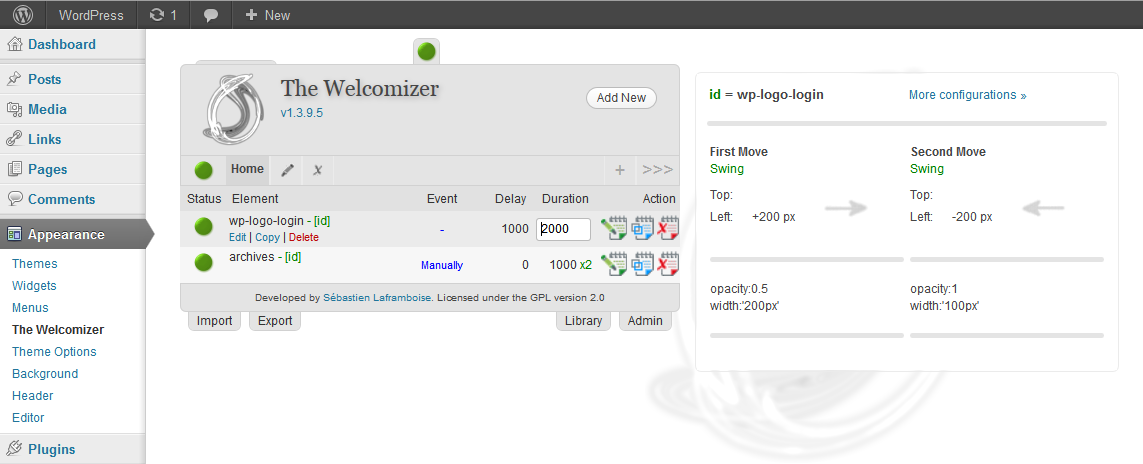 WordPress 1 New
Dashboard
Posts
Media
Links
Pages
Comments
Appearance
Themes
Widgets
Menus
The Welcomizer
Theme Options
Background
Header
Editor
Plugins
The Welcomizer
v1.3.9.5
Add New
Home x + >>>
Status Element Event Delay Duration Action
wp-logo-login - [id] - 1000 2000
Edit | Copy | Delete
archives - [id] Manually 0 1000 x2
Developed by Sébastien Laframboise. Licensed under the GPL version 2.0
Import Export Library Admin
id = wp-logo-login More configurations »
First Move Second Move
Swing Swing
Top: Top:
Left: +200 px Left: -200 px
opacity:0.5 opacity:1
width:'200px' width:'100px'